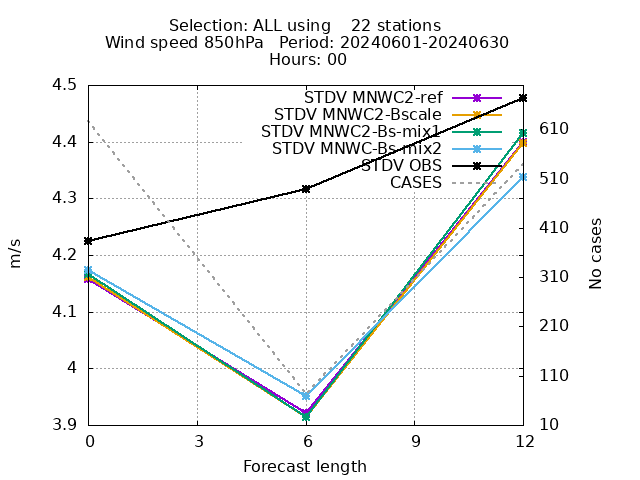 Selection: ALL using    22 stations
Wind speed 850hPa   Period: 20240601-20240630
Hours: 00
STDV MNWC2-ref
STDV MNWC2-Bscale
STDV MNWC2-Bs-mix1
STDV MNWC-Bs-mix2
STDV OBS
CASES
4.5
4.4
4.3
4.2
4.1
4
3.9
m/s
610
510
410
310
210
110
10
No cases
0 3 6 9 12
Forecast length